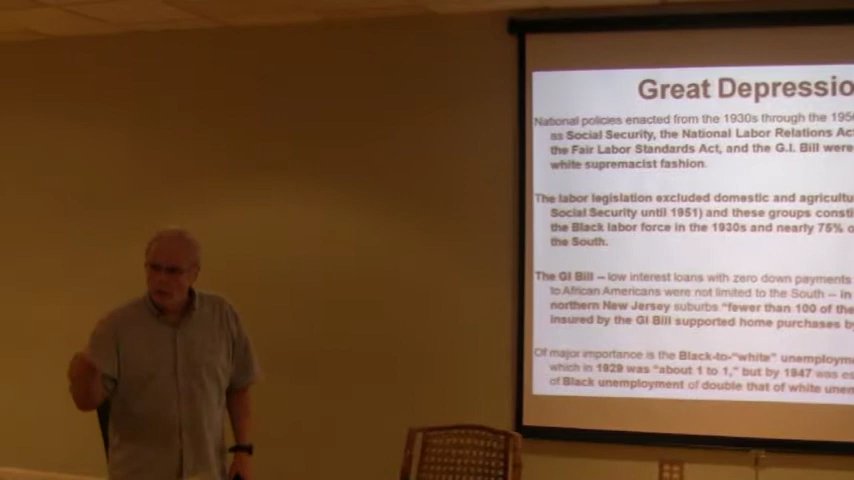 Great Depressio
National policies enacted from the 1930s through the 195
as Social Security, the National Labor Relations Ac
the Fair Labor Standards Act, and the G.I. Bill were
white supremacist fashion.
The labor legislation excluded domestic and agricultu
Social Security until 1951) and these groups consti
the Black labor force in the 1930s and nearly 75% o
the South.
The GI Bill – low interest loans with zero down payments
to African Americans were not limited to the South – in
northern New Jersey suburbs "fewer than 100 of the
insured by the GI Bill supported home purchases b
Of major importance is the Black-to-"white" unemployme
which in 1929 was "about 1 to 1," but by 1947 was es
of Black unemployment of double that of white unem